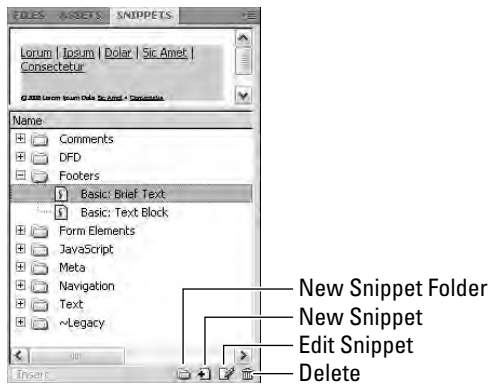 FILES ASSETS SNIPPETS
Lorum | Ipsum | Dolar | Sic Amet |
Consectetur
Name
Comments
DFD
Footers
Basic: Brief Text
Basic: Text Block
Form Elements
JavaScript
Meta
Navigation
Text
~Legacy
Insert
New Snippet Folder
New Snippet
Edit Snippet
Delete